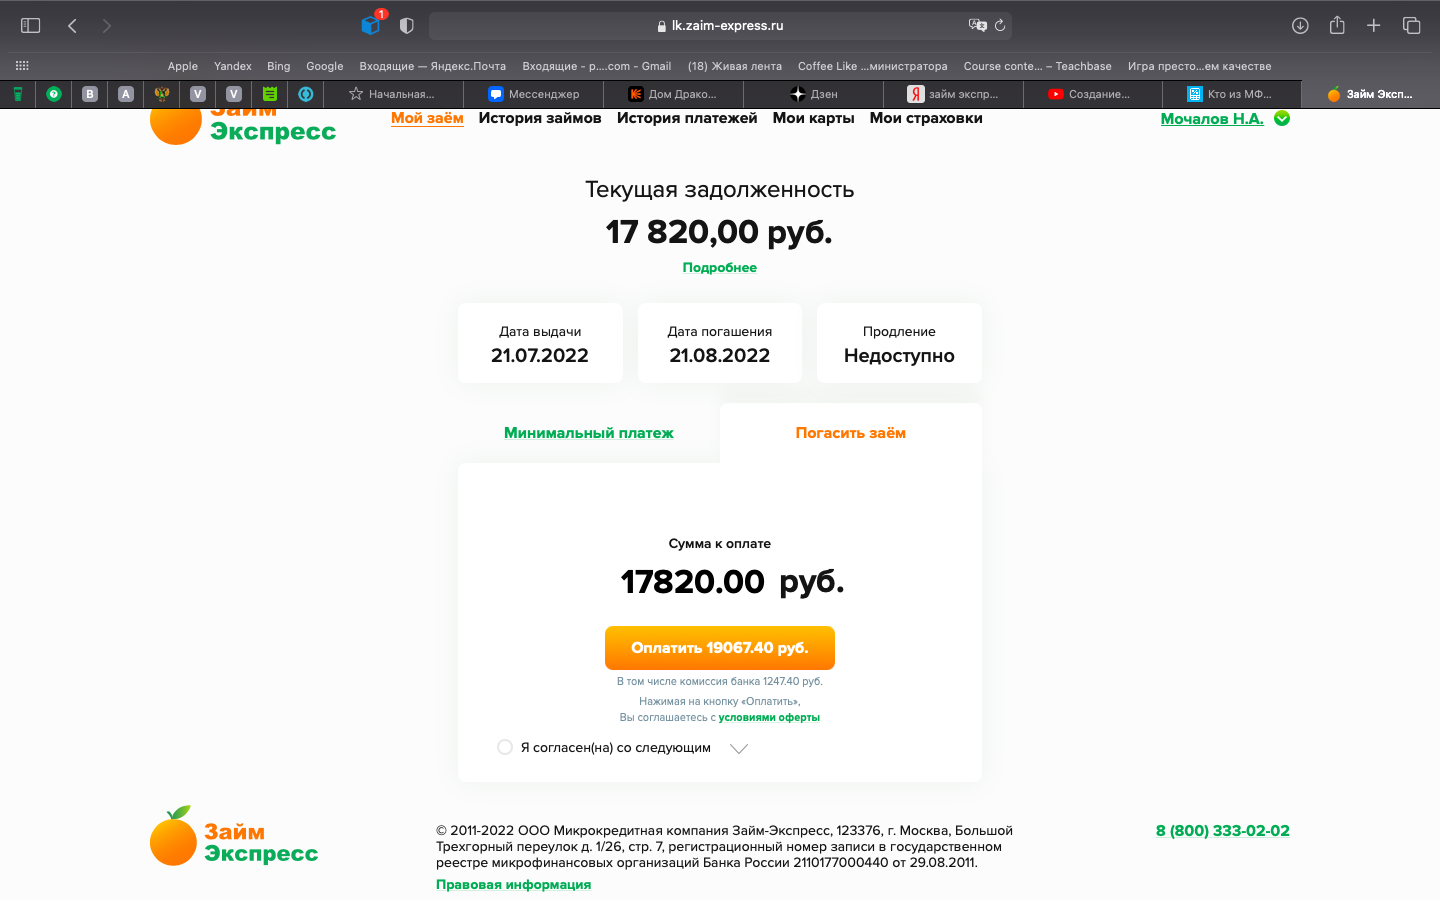 1
lk.zaim-express.ru
Apple Yandex Bing Google Входящие — Яндекс.Почта Входящие - p....com - Gmail (18) Живая лента Coffee Like ...министратора Course conte... – Teachbase Игра престо...ем качестве
B A V V Начальная... Мессенджер Дом Драко... Дзен Я займ экспр... Создание... Кто из МФ... Займ Эксп...
Займ
Экспресс
Мой заём История займов История платежей Мои карты Мои страховки Мочалов Н.А.
Текущая задолженность
17 820,00 руб.
Подробнее
Дата выдачи Дата погашения Продление
21.07.2022 21.08.2022 Недоступно
Минимальный платеж Погасить заём
Сумма к оплате
17820.00 руб.
Оплатить 19067.40 руб.
В том числе комиссия банка 1247.40 руб.
Нажимая на кнопку «Оплатить»,
Вы соглашаетесь с условиями оферты
Я согласен(на) со следующим
Займ
Экспресс
© 2011-2022 ООО Микрокредитная компания Займ-Экспресс, 123376, г. Москва, Большой
Трехгорный переулок д. 1/26, стр. 7, регистрационный номер записи в государственном
реестре микрофинансовых организаций Банка России 2110177000440 от 29.08.2011.
Правовая информация
8 (800) 333-02-02